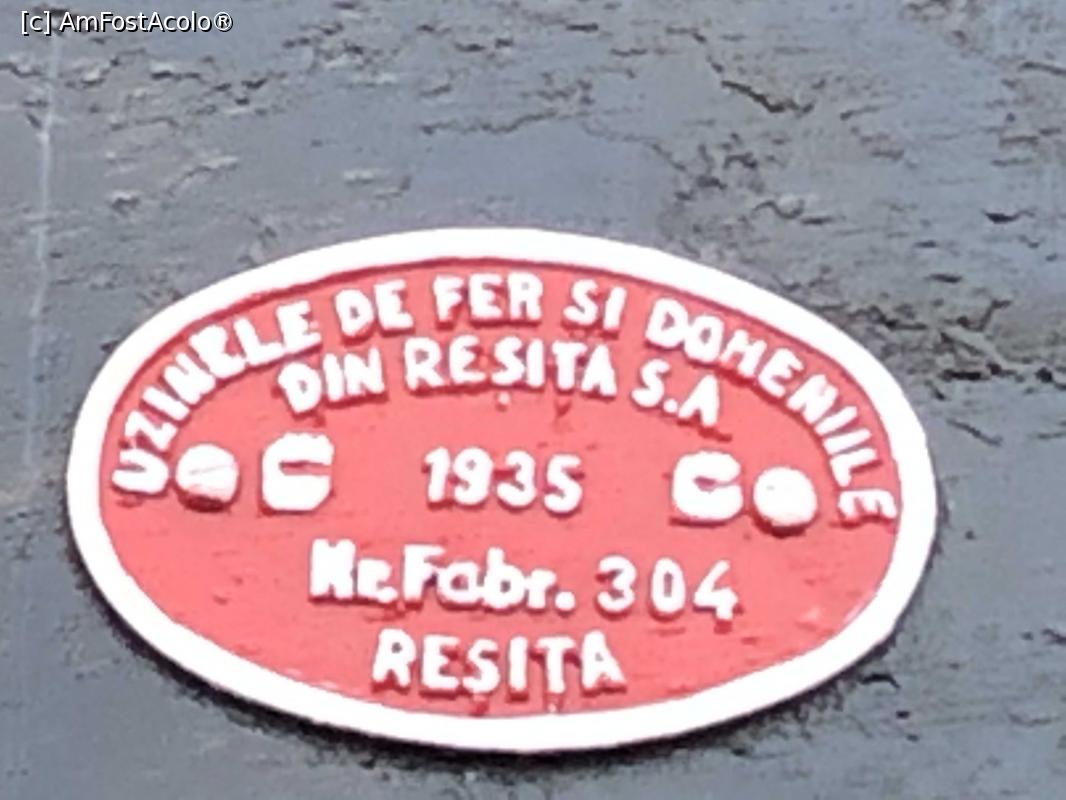 [c] AmFostAcolo®
UZINELE DE FER SI DOMENIILE
DIN RESITA S.A
1935
Nr. Fabr. 304
RESITA